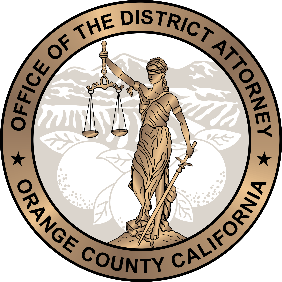 OFFICE OF THE DISTRICT ATTORNEY
ORANGE COUNTY CALIFORNIA